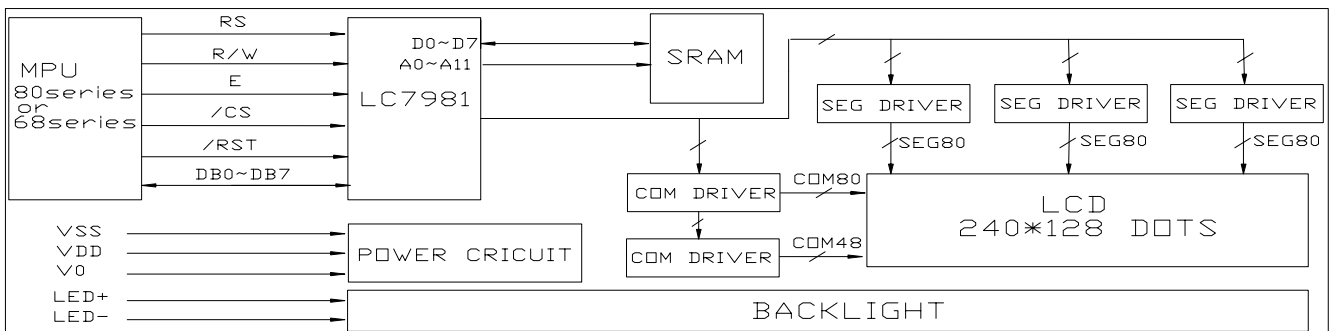 MPU
80series
or
68series
RS
R/W
E
/CS
/RST
DB0~DB7
LC7981
D0~D7
A0~A11
SRAM
SEG DRIVER
SEG DRIVER
SEG DRIVER
SEG80
SEG80
SEG80
COM DRIVER
COM80
COM DRIVER
COM48
LCD
240*128 DOTS
VSS
VDD
V0
POWER CRICUIT
LED+
LED-
BACKLIGHT